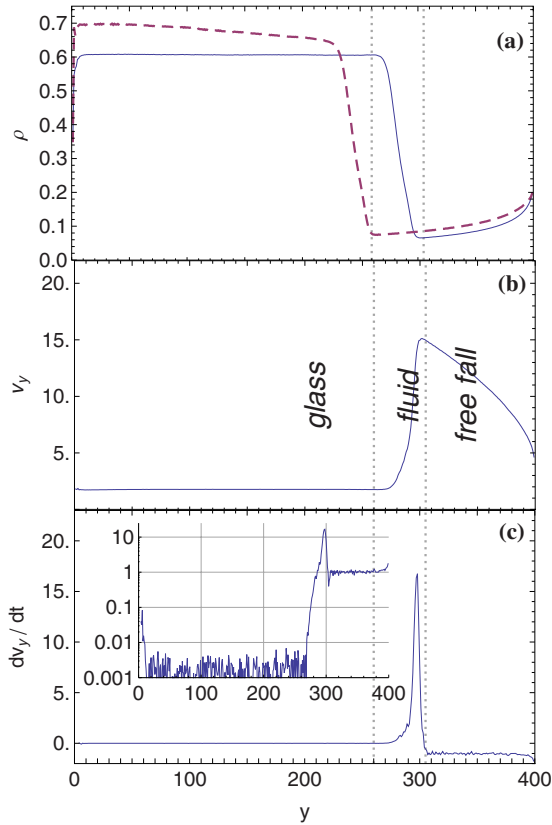 0.7
0.6
0.5
0.4
0.3
0.2
0.1
0.0
ρ
(a)
20.
15.
10.
5.
v_y
(b)
glass
fluid
free fall
20.
15.
10.
5.
0.
dv_y / dt
(c)
10
1
0.1
0.01
0.001
0 100 200 300 400
0 100 200 300 400
y